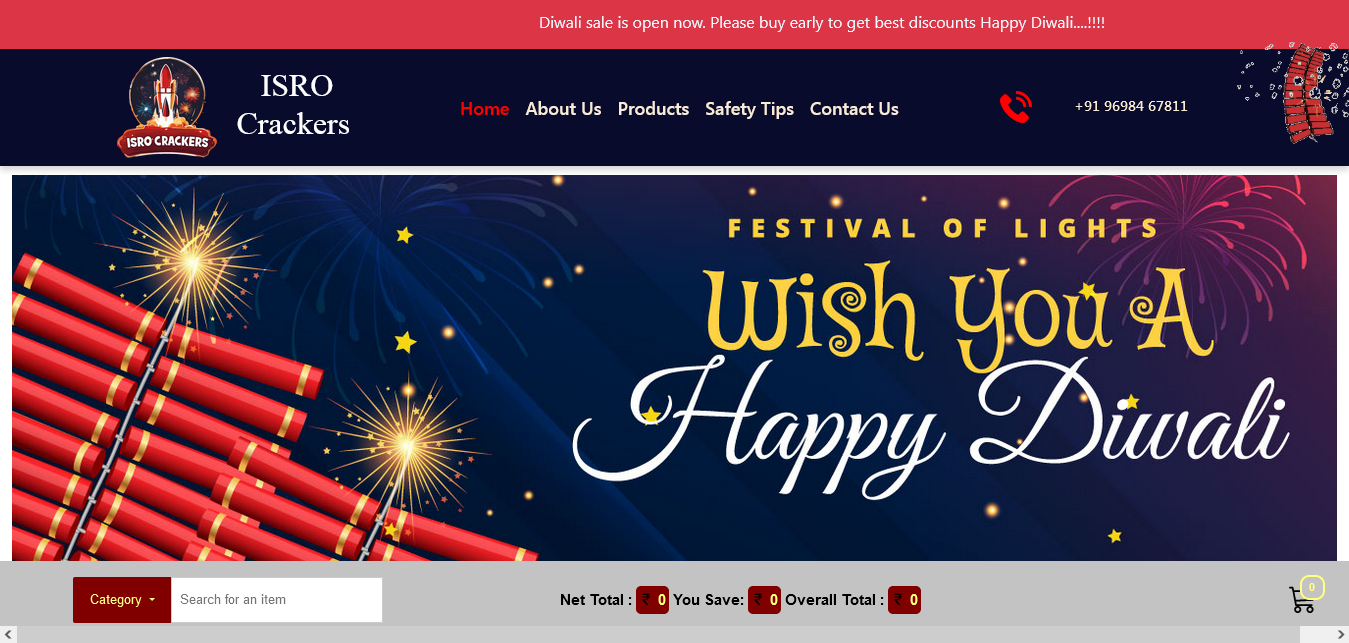 Diwali sale is open now. Please buy early to get best discounts Happy Diwali....!!!!
ISRO CRACKERS
ISRO
Crackers
Home About Us Products Safety Tips Contact Us
+91 96984 67811
FESTIVAL OF LIGHTS
Wish You A
Happy Diwali
Category
Search for an item
Net Total : ₹ 0 You Save: ₹ 0 Overall Total : ₹ 0
0